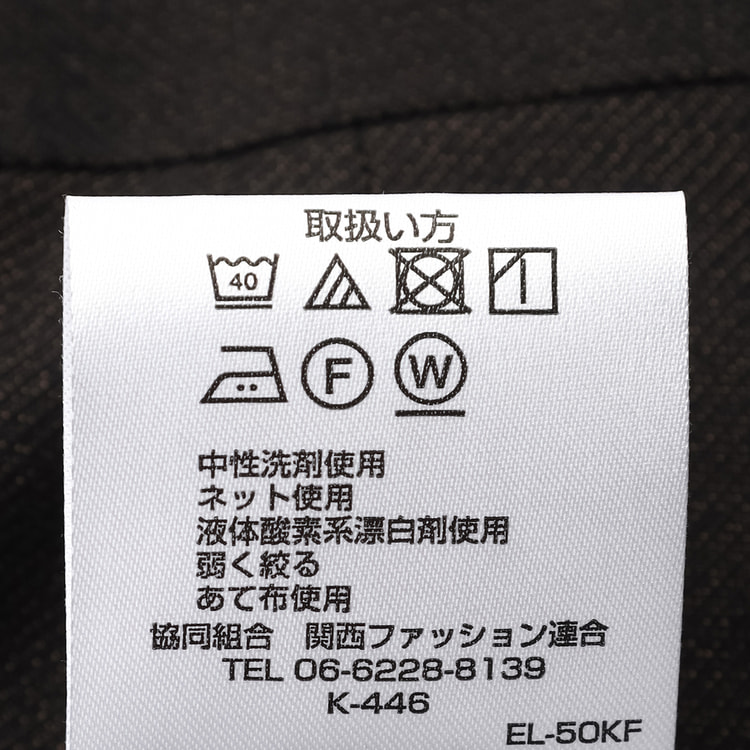 取扱い方
40
F W
中性洗剤使用
ネット使用
液体酸素系漂白剤使用
弱く絞る
あて布使用
協同組合 関西ファッション連合
TEL 06-6228-8139
K-446
EL-50KF